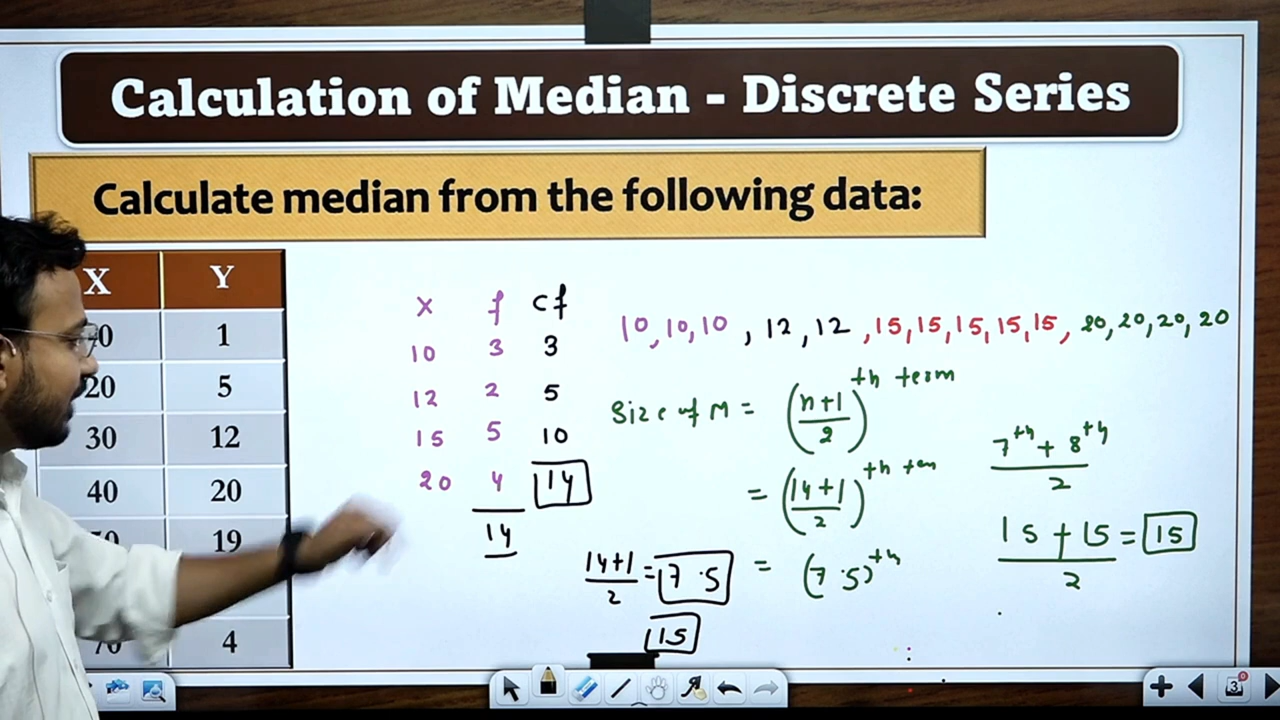 Calculation of Median - Discrete Series
Calculate median from the following data:
X Y
0 1
20 5
30 12
40 20
19
70 4
x f cf
10 3 3
12 2 5
15 5 10
20 4 14
14
10, 10, 10, 12, 12, 15, 15, 15, 15, 15, 20, 20, 20, 20
Size of M = (n+1/2)th term
= (14+1/2)th
= (7.5)th
14+1/2 = 7.5
15
7th + 8th
2
15 + 15 = 15
2
3